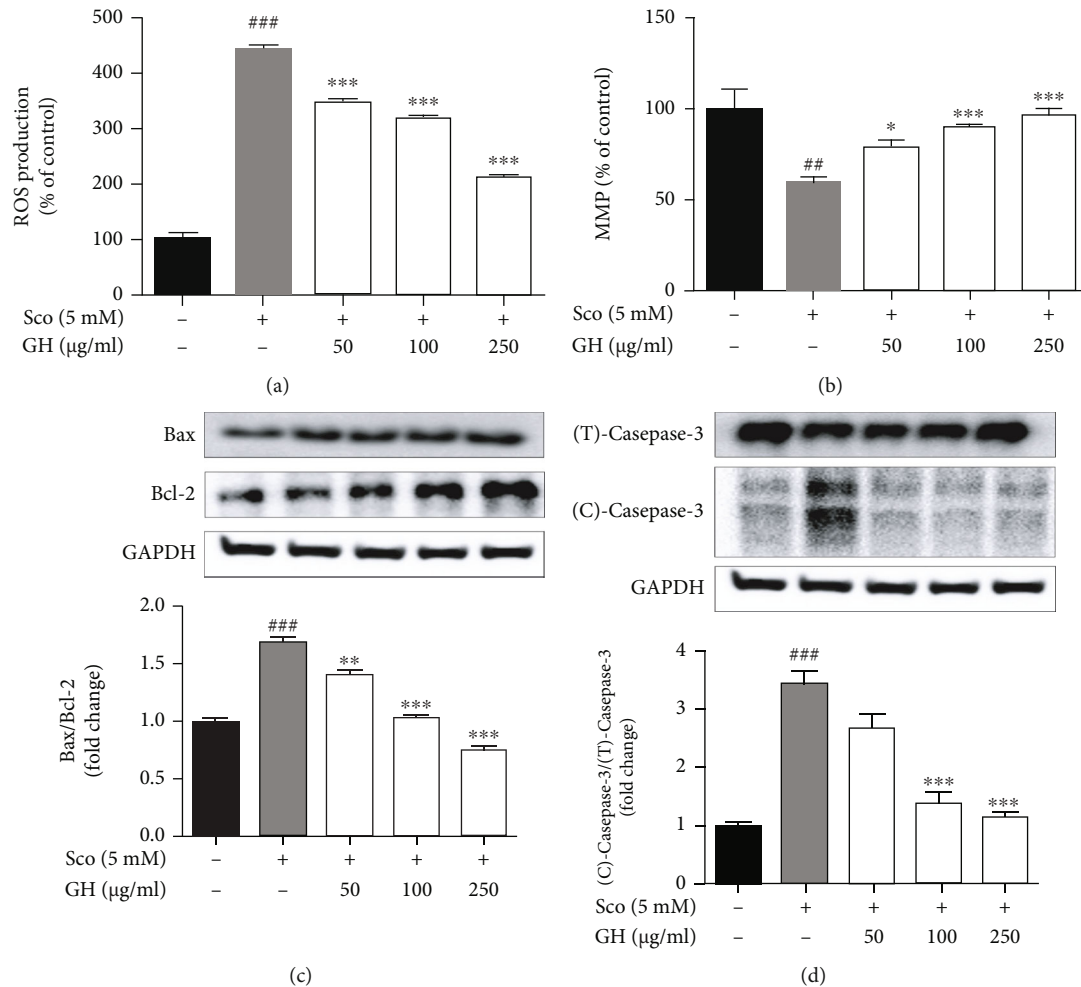 500
400
300
200
100
0
ROS production
(% of control)
###
***
***
***
Sco (5 mM)
– + + + +
GH (μg/ml)
– – 50 100 250
(a)
150
100
50
0
MMP (% of control)
##
*
***
***
Sco (5 mM)
– + + + +
GH (μg/ml)
– – 50 100 250
(b)
Bax
Bcl-2
GAPDH
2.0
1.5
1.0
0.5
0.0
Bax/Bcl-2
(fold change)
###
**
***
***
Sco (5 mM)
– + + + +
GH (μg/ml)
– – 50 100 250
(c)
(T)-Casepase-3
(C)-Casepase-3
GAPDH
4
3
2
1
0
(C)-Casepase-3/(T)-Casepase-3
(fold change)
###
***
***
Sco (5 mM)
– + + + +
GH (μg/ml)
– – 50 100 250
(d)